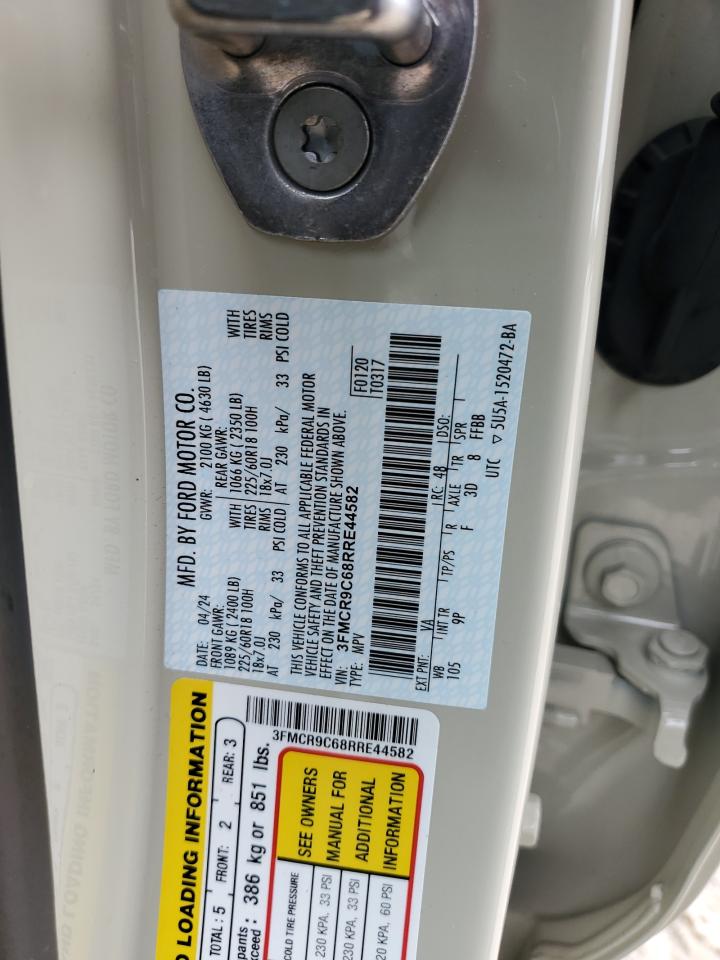 MFD. BY FORD MOTOR CO.
DATE: 04/24 GVWR: 2100 KG ( 4630 LB)
FRONT GAWR: REAR GAWR:
1089 KG (2400 LB) WITH 1066 KG ( 2350 LB) WITH
225/60R18 100H TIRES 225/60R18 100H TIRES
18x7.0J RIMS 18x7.0J RIMS
AT 230 kPa/ 33 PSI COLD AT 230 kPa/ 33 PSI COLD
THIS VEHICLE CONFORMS TO ALL APPLICABLE FEDERAL MOTOR
VEHICLE SAFETY AND THEFT PREVENTION STANDARDS IN
EFFECT ON THE DATE OF MANUFACTURE SHOWN ABOVE.
VIN: 3FMCR9C68RRE44582 F0120
TYPE: MPV T0317
EXT PNT: YA RC: 48 DSO:
WB INT TR TP/PS R AXLE TR SPR
105 9P F 3D 8 FFBB
UTC ▽ 5U5A-1520472-BA
LOADING INFORMATION
TOTAL : 5 FRONT: 2 REAR: 3
pants
exceed : 386 kg or 851 lbs.
3FMCR9C68RRE44582
COLD TIRE PRESSURE
230 KPA, 33 PSI
230 KPA, 33 PSI
20 KPA, 60 PSI
SEE OWNERS
MANUAL FOR
ADDITIONAL
INFORMATION